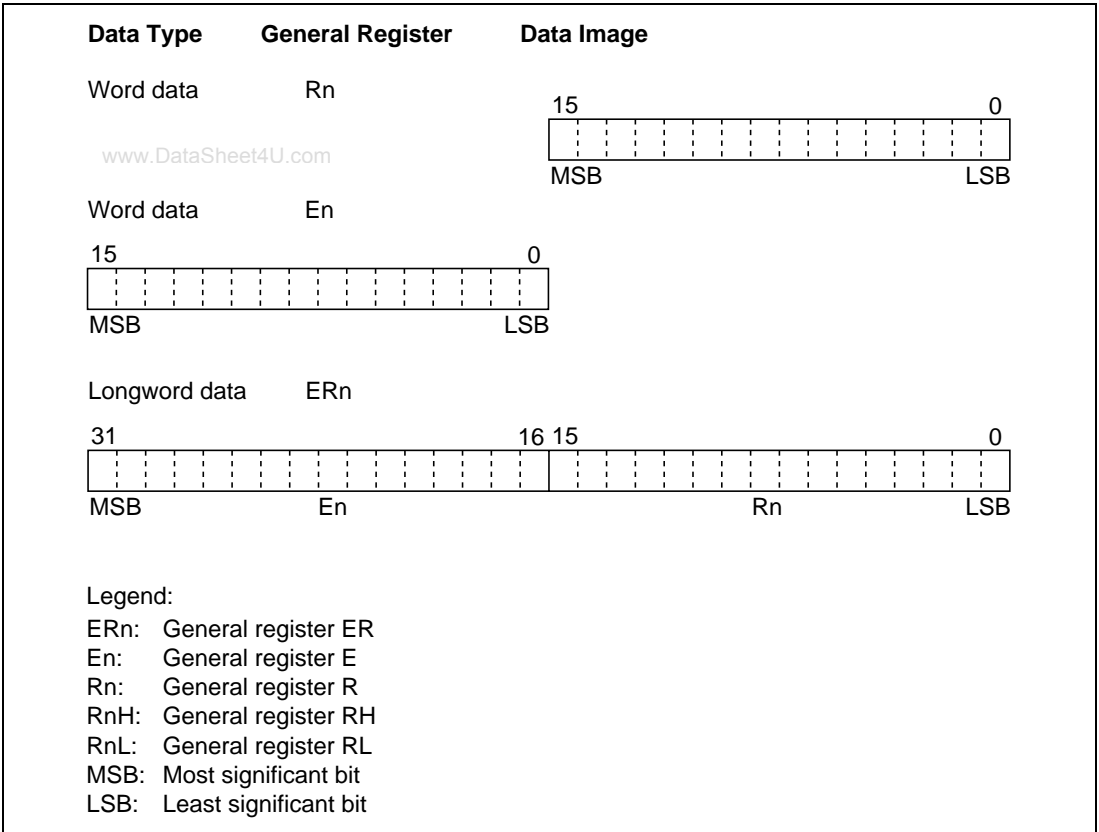 Data Type General Register Data Image
Word data Rn
15 0
www.DataSheet4U.com
MSB LSB
Word data En
15 0
MSB LSB
Longword data ERn
31 16 15 0
MSB En Rn LSB
Legend:
ERn: General register ER
En: General register E
Rn: General register R
RnH: General register RH
RnL: General register RL
MSB: Most significant bit
LSB: Least significant bit